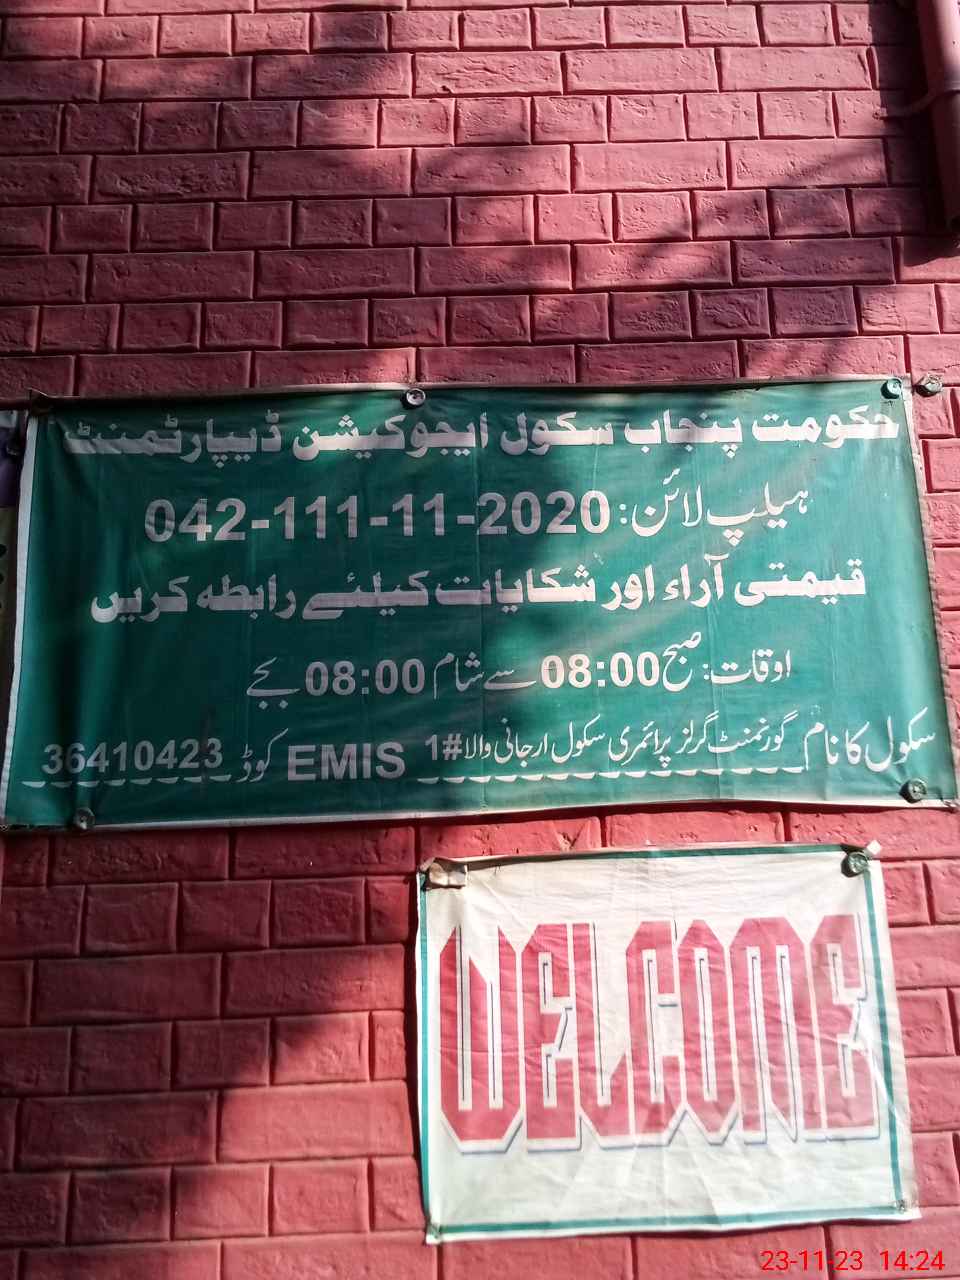 حکومت پنجاب سکول ایجوکیشن ڈیپارٹمنٹ
ہیلپ لائن: 042-111-11-2020
قیمتی آراء اور شکایات کیلئے رابطہ کریں
اوقات: صبح 08:00 سے شام 08:00 بجے
سکول کا نام گورنمنٹ گرلز پرائمری سکول ارجانی والا #1 EMIS کوڈ 36410423
WELCOME
23-11-23 14:24